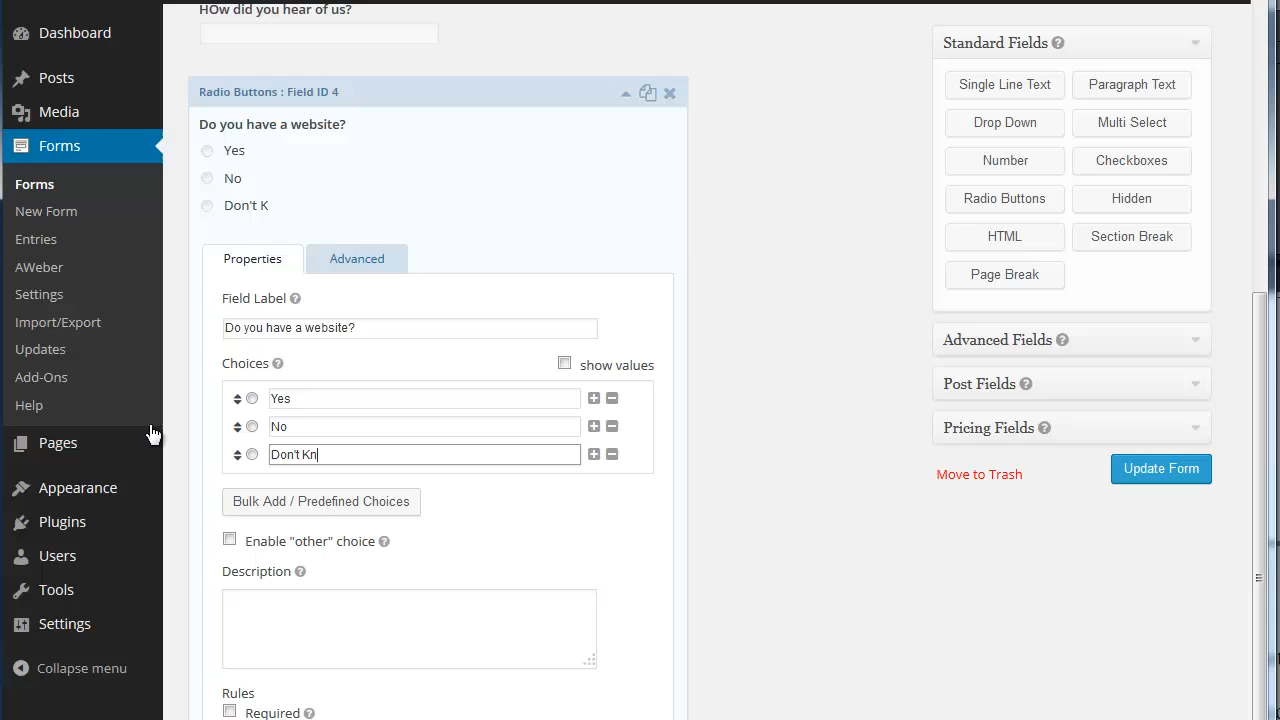 Dashboard
Posts
Media
Forms
Forms
New Form
Entries
AWeber
Settings
Import/Export
Updates
Add-Ons
Help
Pages
Appearance
Plugins
Users
Tools
Settings
Collapse menu
HOw did you hear of us?
Radio Buttons : Field ID 4
Do you have a website?
Yes
No
Don't K
Properties
Advanced
Field Label
Do you have a website?
Choices
show values
Yes
No
Don't Kn
Bulk Add / Predefined Choices
Enable "other" choice
Description
Rules
Required
Standard Fields
Single Line Text
Paragraph Text
Drop Down
Multi Select
Number
Checkboxes
Radio Buttons
Hidden
HTML
Section Break
Page Break
Advanced Fields
Post Fields
Pricing Fields
Move to Trash
Update Form